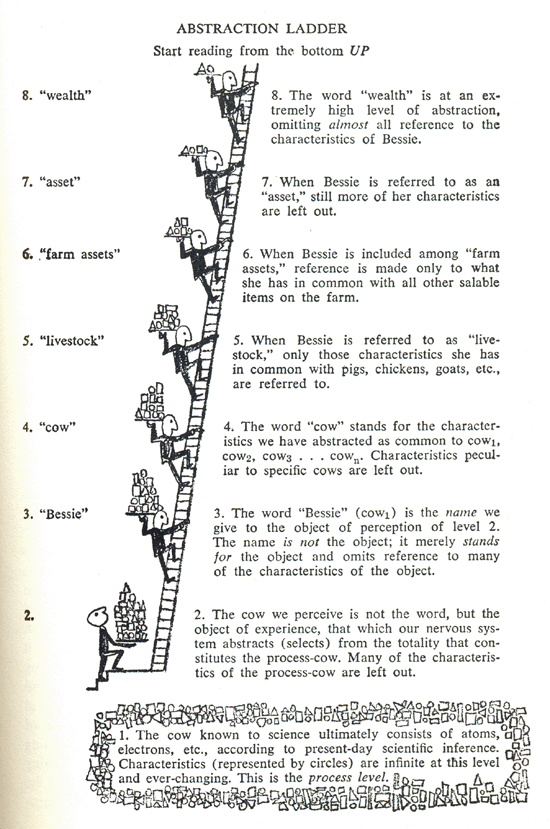 ABSTRACTION LADDER
Start reading from the bottom UP
8. "wealth"
8. The word "wealth" is at an ex-
tremely high level of abstraction,
omitting almost all reference to the
characteristics of Bessie.
7. "asset"
7. When Bessie is referred to as an
"asset," still more of her characteristics
are left out.
6. "farm assets"
6. When Bessie is included among "farm
assets," reference is made only to what
she has in common with all other salable
items on the farm.
5. "livestock"
5. When Bessie is referred to as "live-
stock," only those characteristics she has
in common with pigs, chickens, goats, etc.,
are referred to.
4. "cow"
4. The word "cow" stands for the character-
istics we have abstracted as common to cow₁,
cow₂, cow₃ . . . cowₙ. Characteristics pecul-
iar to specific cows are left out.
3. "Bessie"
3. The word "Bessie" (cow₁) is the name we
give to the object of perception of level 2.
The name is not the object; it merely stands
for the object and omits reference to many
of the characteristics of the object.
2.
2. The cow we perceive is not the word, but the
object of experience, that which our nervous sys-
tem abstracts (selects) from the totality that con-
stitutes the process-cow. Many of the characteris-
tics of the process-cow are left out.
1. The cow known to science ultimately consists of atoms,
electrons, etc., according to present-day scientific inference.
Characteristics (represented by circles) are infinite at this level
and ever-changing. This is the process level.